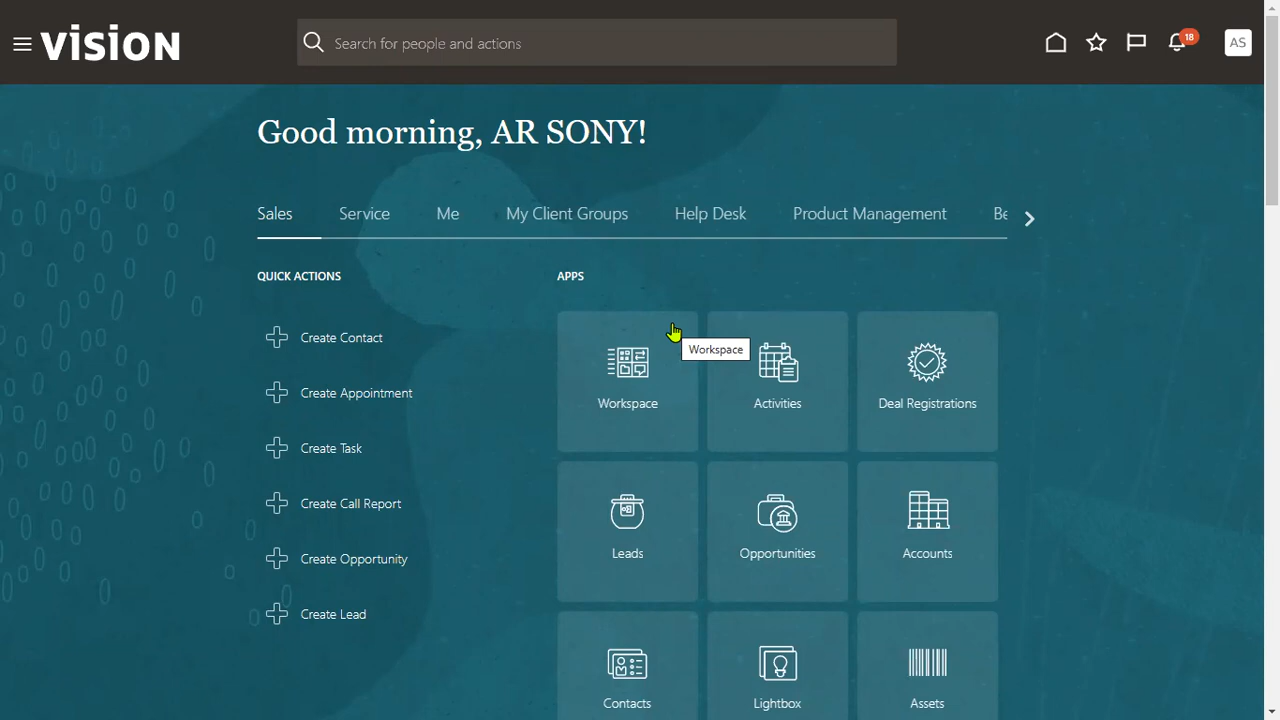 vision
Search for people and actions
18
AS
Good morning, AR SONY!
Sales
Service
Me
My Client Groups
Help Desk
Product Management
Be
QUICK ACTIONS
APPS
Create Contact
Create Appointment
Create Task
Create Call Report
Create Opportunity
Create Lead
Workspace
Workspace
Activities
Deal Registrations
Leads
Opportunities
Accounts
Contacts
Lightbox
Assets